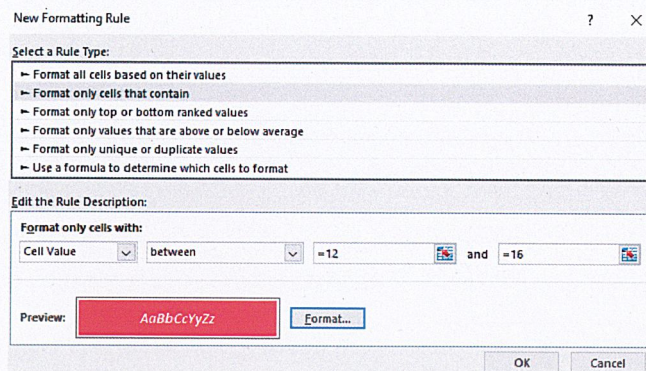 New Formatting Rule ? ×
Select a Rule Type:
► Format all cells based on their values
► Format only cells that contain
► Format only top or bottom ranked values
► Format only values that are above or below average
► Format only unique or duplicate values
► Use a formula to determine which cells to format
Edit the Rule Description:
Format only cells with:
Cell Value between =12 and =16
Preview: AaBbCcYyZz Format...
OK Cancel